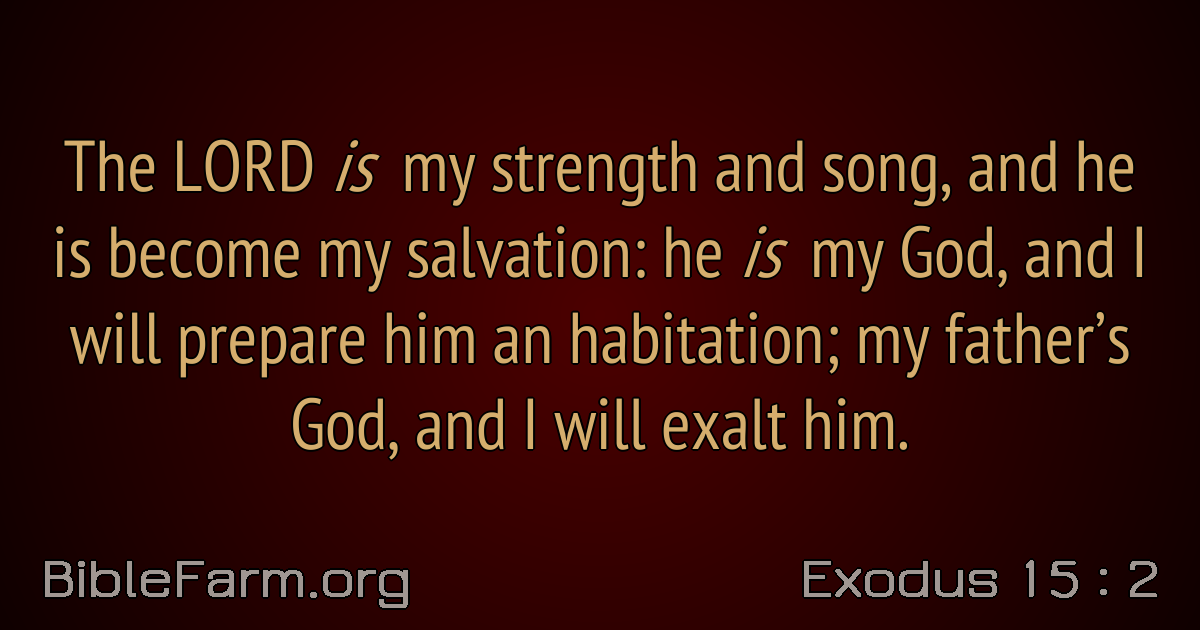 The LORD is my strength and song, and he
is become my salvation: he is my God, and I
will prepare him an habitation; my father’s
God, and I will exalt him.
BibleFarm.org
Exodus 15 : 2